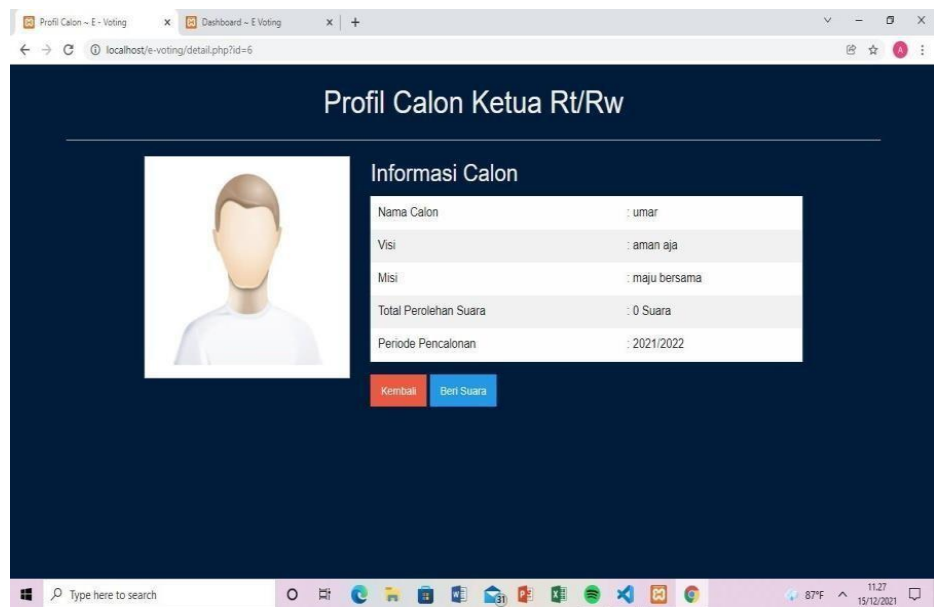 Profil Calon ~ E - Voting
Dashboard ~ E Voting
localhost/e-voting/detail.php?id=6
A
Profil Calon Ketua Rt/Rw
Informasi Calon
Nama Calon : umar
Visi : aman aja
Misi : maju bersama
Total Perolehan Suara : 0 Suara
Periode Pencalonan : 2021/2022
Kembali Beri Suara
Type here to search
31
87°F
11.27
15/12/2021